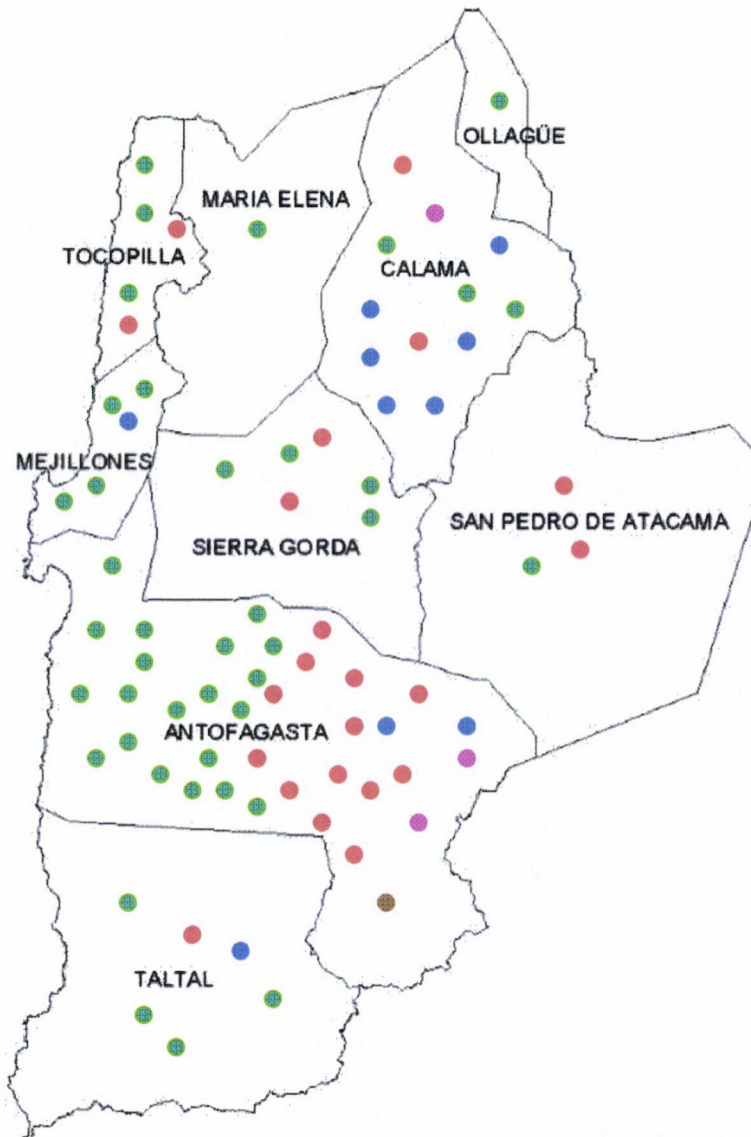 OLLAGÜE
MARIA ELENA
TOCOPILLA
CALAMA
MEJILLONES
SAN PEDRO DE ATACAMA
SIERRA GORDA
ANTOFAGASTA
TALTAL